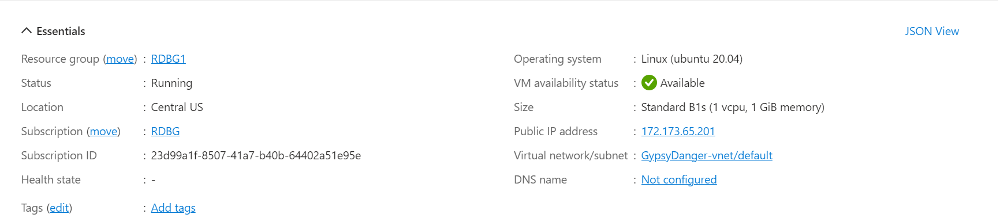 Essentials
JSON View
Resource group (move) : RDBG1
Status : Running
Location : Central US
Subscription (move) : RDBG
Subscription ID : 23d99a1f-8507-41a7-b40b-64402a51e95e
Health state : -
Tags (edit) : Add tags
Operating system : Linux (ubuntu 20.04)
VM availability status : Available
Size : Standard B1s (1 vcpu, 1 GiB memory)
Public IP address : 172.173.65.201
Virtual network/subnet : GypsyDanger-vnet/default
DNS name : Not configured